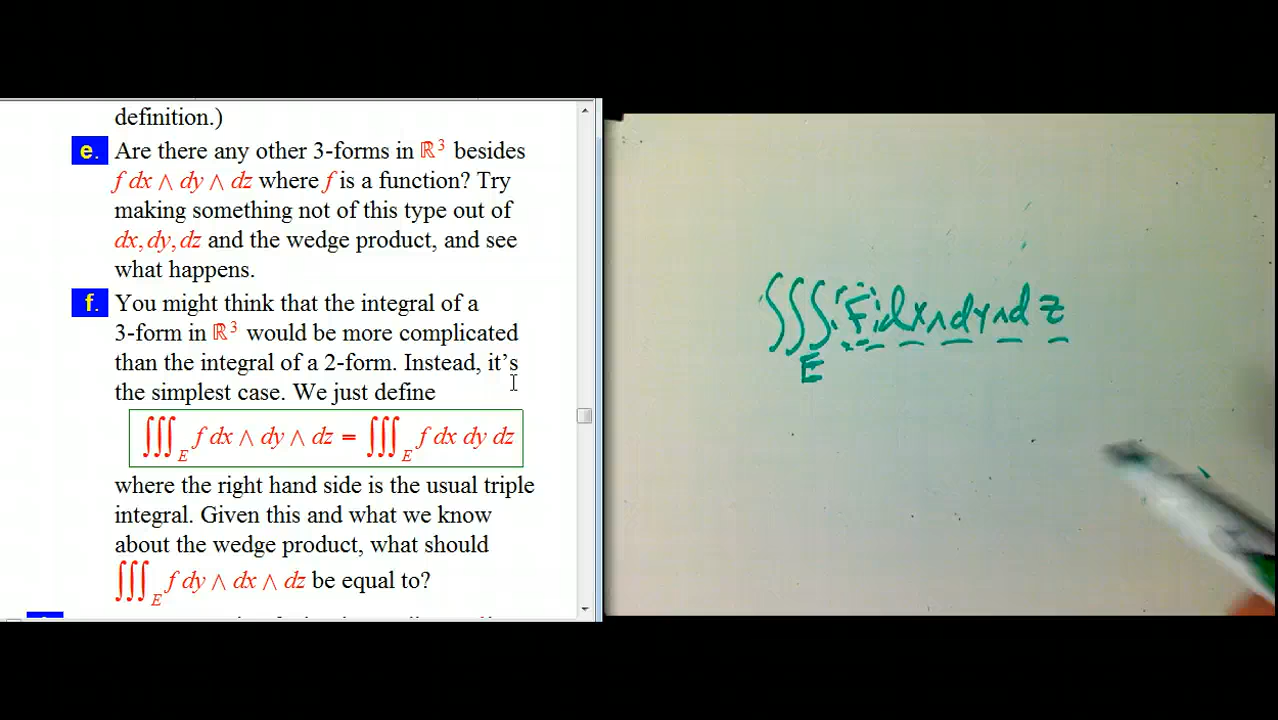 definition.)
e. Are there any other 3-forms in ℝ³ besides
f dx ∧ dy ∧ dz where f is a function? Try
making something not of this type out of
dx, dy, dz and the wedge product, and see
what happens.
f. You might think that the integral of a
3-form in ℝ³ would be more complicated
than the integral of a 2-form. Instead, it's
the simplest case. We just define
∭_E f dx ∧ dy ∧ dz = ∭_E f dx dy dz
where the right hand side is the usual triple
integral. Given this and what we know
about the wedge product, what should
∭_E f dy ∧ dx ∧ dz be equal to?
∭_E F dx ∧ dy ∧ d z